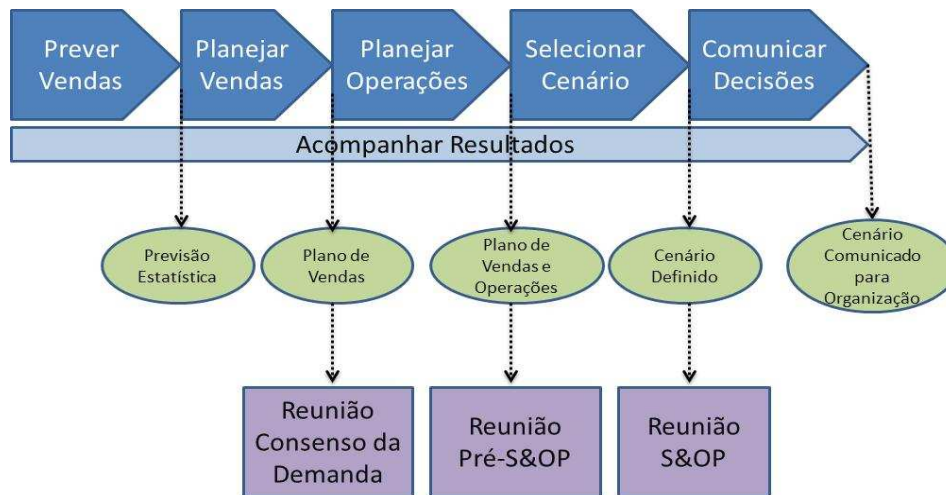 Prever
Vendas
Planejar
Vendas
Planejar
Operações
Selecionar
Cenário
Comunicar
Decisões
Acompanhar Resultados
Previsão
Estatística
Plano de
Vendas
Plano de
Vendas e
Operações
Cenário
Definido
Cenário
Comunicado
para
Organização
Reunião
Consenso da
Demanda
Reunião
Pré-S&OP
Reunião
S&OP